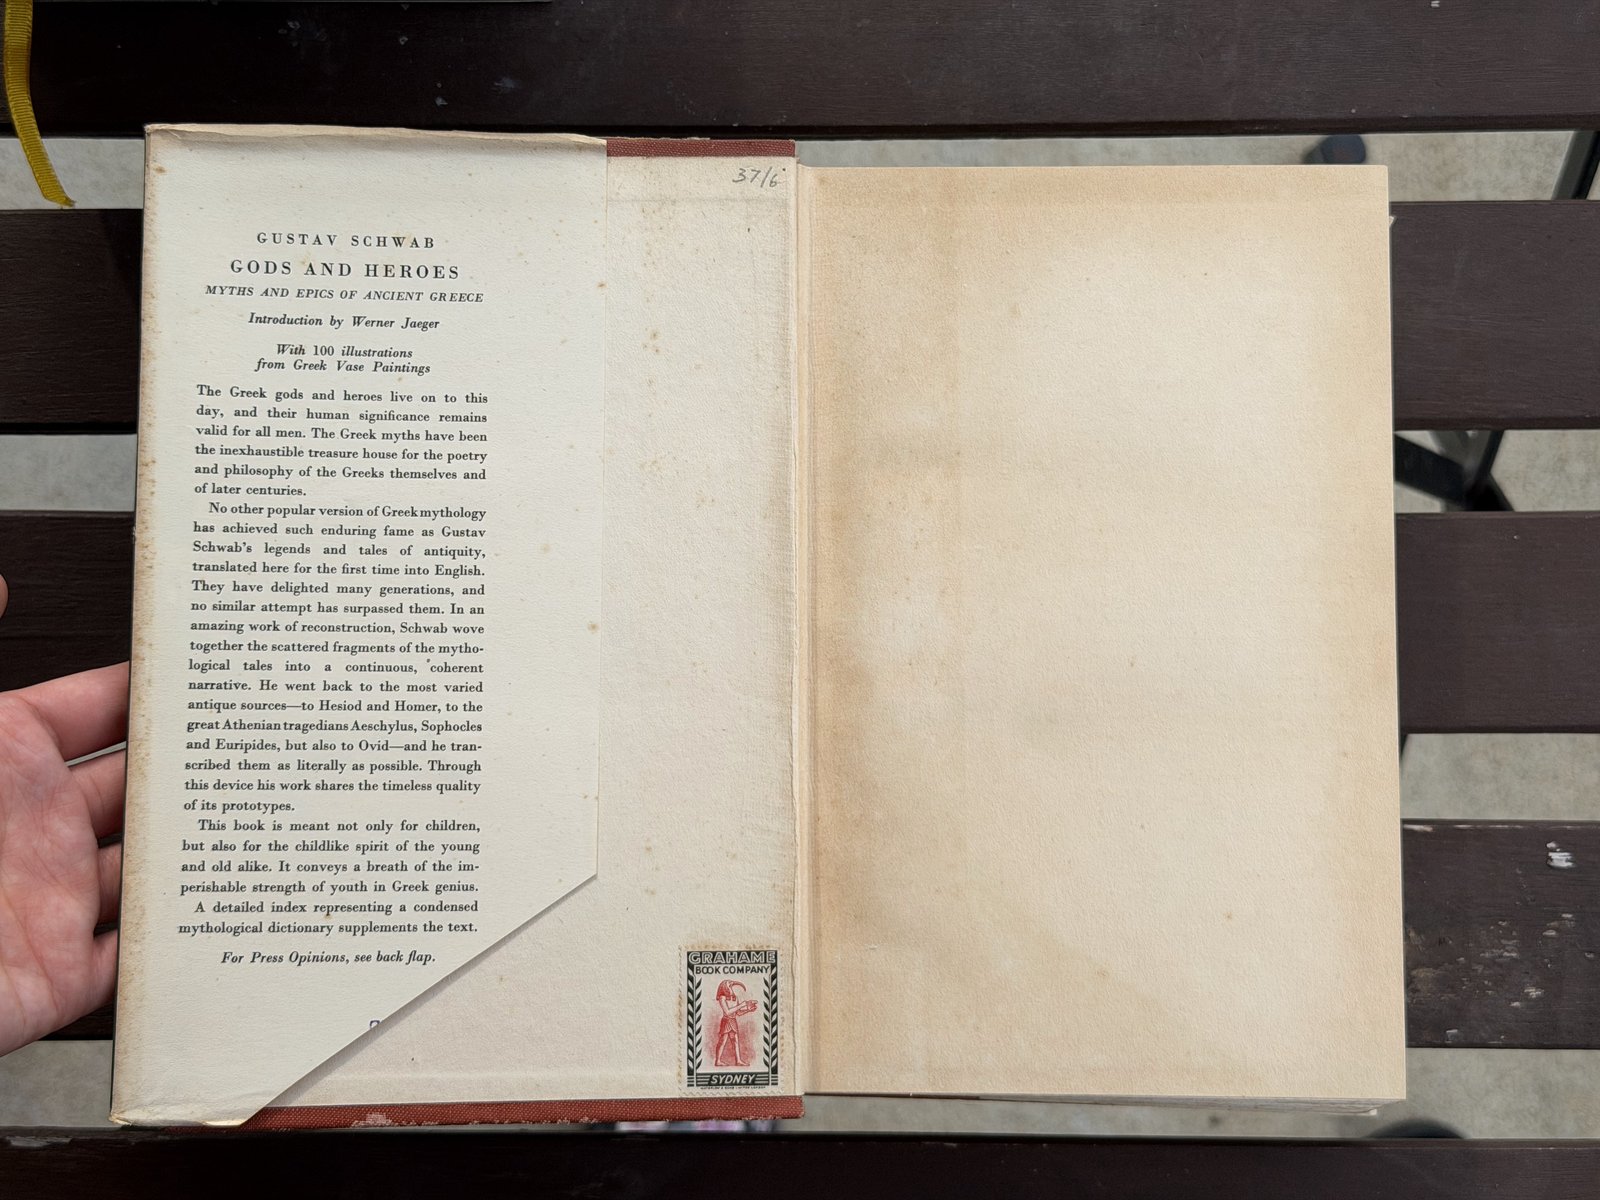 GUSTAV SCHWAB
GODS AND HEROES
MYTHS AND EPICS OF ANCIENT GREECE
Introduction by Werner Jaeger
With 100 illustrations
from Greek Vase Paintings
The Greek gods and heroes live on to this
day, and their human significance remains
valid for all men. The Greek myths have been
the inexhaustible treasure house for the poetry
and philosophy of the Greeks themselves and
of later centuries.
No other popular version of Greek mythology
has achieved such enduring fame as Gustav
Schwab's legends and tales of antiquity,
translated here for the first time into English.
They have delighted many generations, and
no similar attempt has surpassed them. In an
amazing work of reconstruction, Schwab wove
together the scattered fragments of the mytho-
logical tales into a continuous, coherent
narrative. He went back to the most varied
antique sources—to Hesiod and Homer, to the
great Athenian tragedians Aeschylus, Sophocles
and Euripides, but also to Ovid—and he tran-
scribed them as literally as possible. Through
this device his work shares the timeless quality
of its prototypes.
This book is meant not only for children,
but also for the childlike spirit of the young
and old alike. It conveys a breath of the im-
perishable strength of youth in Greek genius.
A detailed index representing a condensed
mythological dictionary supplements the text.
For Press Opinions, see back flap.
37/6
GRAHAME
BOOK COMPANY
SYDNEY